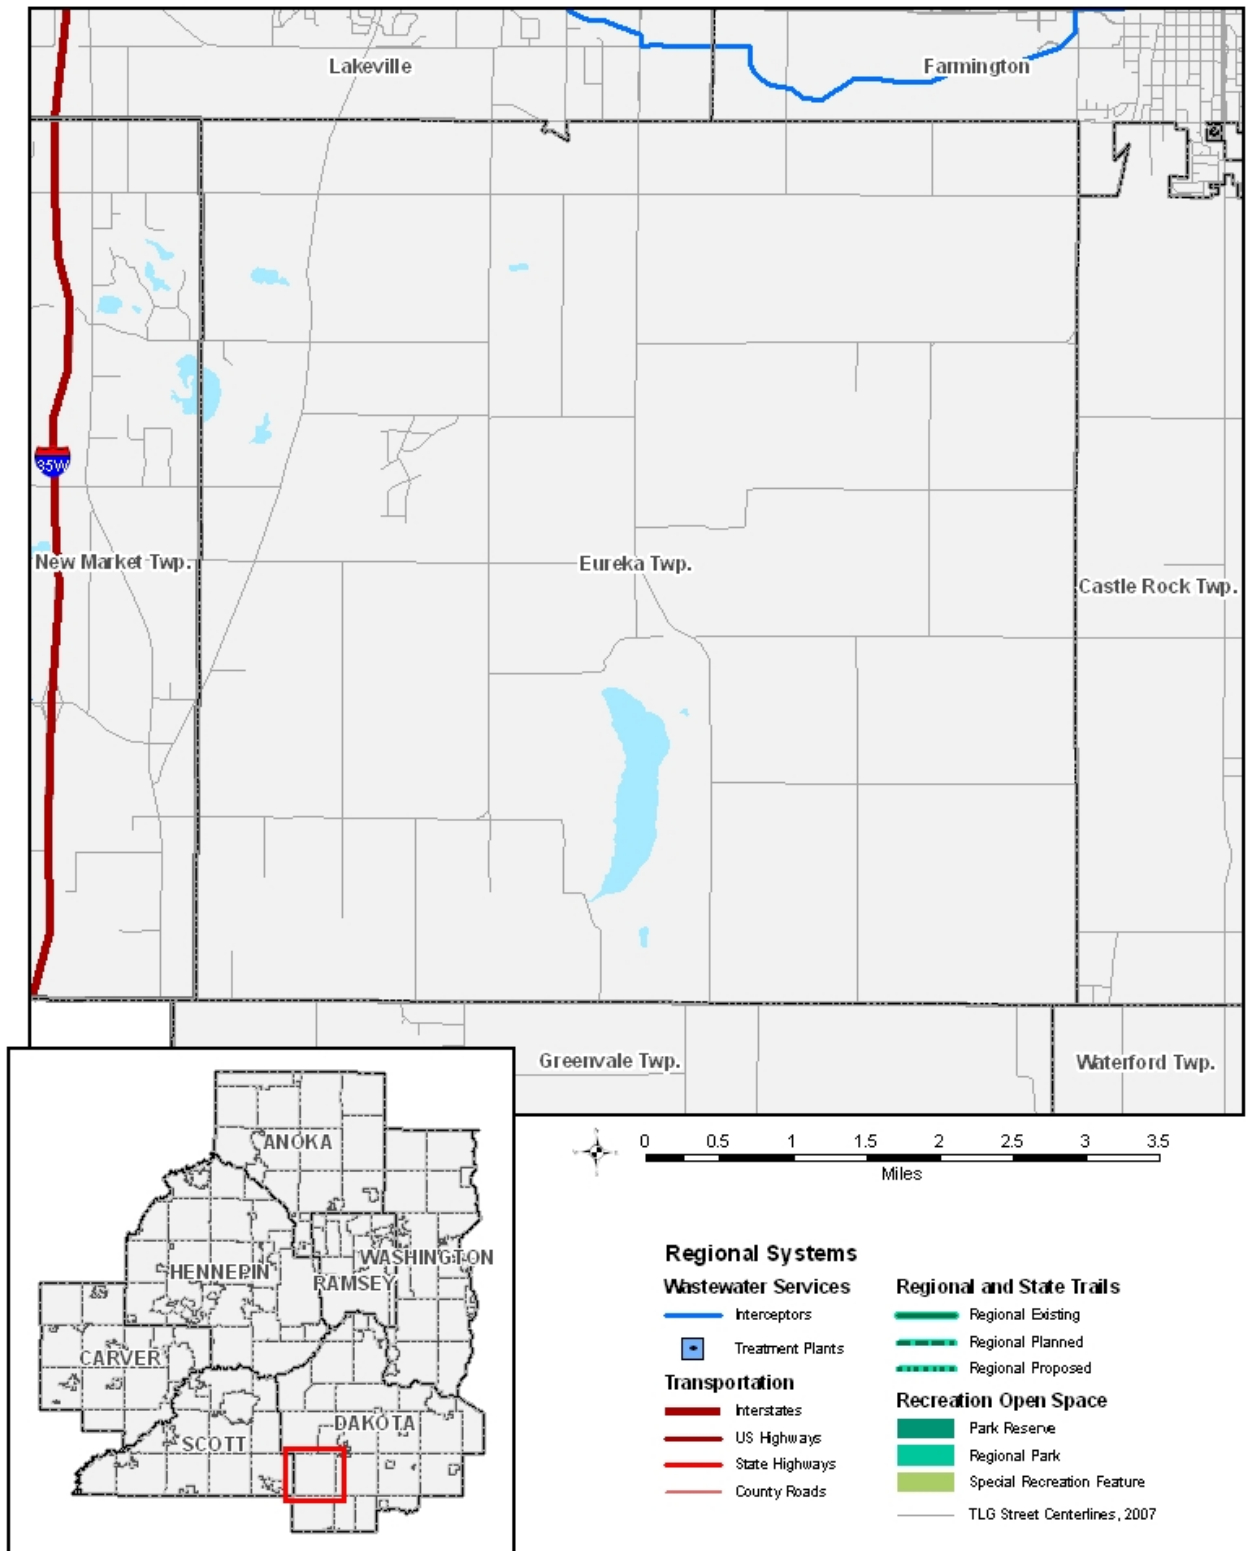 Lakeville
Farmington
35W
New Market Twp.
Eureka Twp.
Castle Rock Twp.
Greenvale Twp.
Waterford Twp.
ANOKA
WASHINGTON
HENNEPIN
RAMSEY
CARVER
DAKOTA
SCOTT
0 0.5 1 1.5 2 2.5 3 3.5
Miles
Regional Systems
Wastewater Services
Interceptors
Treatment Plants
Transportation
Interstates
US Highways
State Highways
County Roads
Regional and State Trails
Regional Existing
Regional Planned
Regional Proposed
Recreation Open Space
Park Reserve
Regional Park
Special Recreation Feature
TLG Street Centerlines, 2007